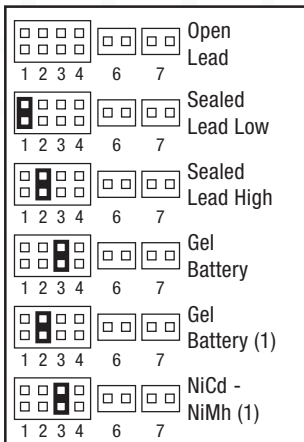 Open
Lead
1 2 3 4 6 7
Sealed
Lead Low
1 2 3 4 6 7
Sealed
Lead High
1 2 3 4 6 7
Gel
Battery
1 2 3 4 6 7
Gel
Battery (1)
1 2 3 4 6 7
NiCd -
NiMh (1)
1 2 3 4 6 7